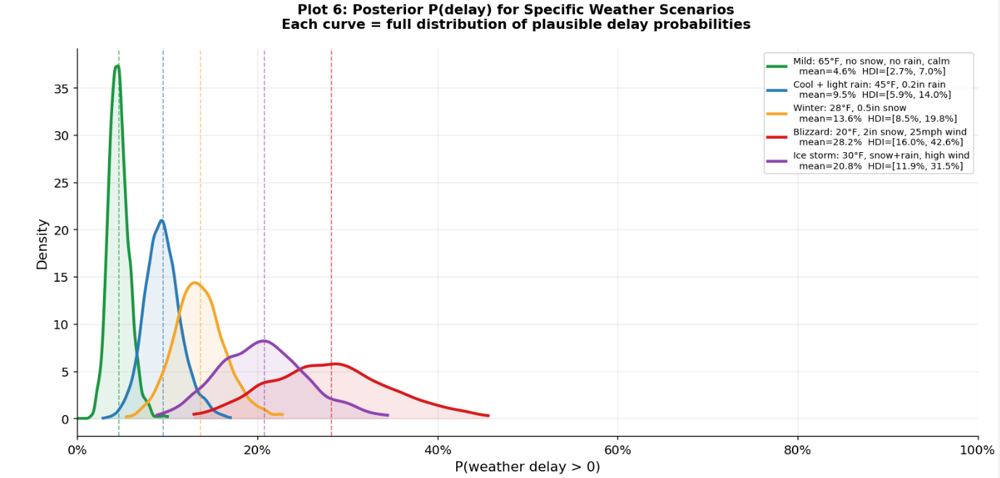 Plot 6: Posterior P(delay) for Specific Weather Scenarios
Each curve = full distribution of plausible delay probabilities
Mild: 65°F, no snow, no rain, calm
mean=4.6%  HDI=[2.7%, 7.0%]
Cool + light rain: 45°F, 0.2in rain
mean=9.5%  HDI=[5.9%, 14.0%]
Winter: 28°F, 0.5in snow
mean=13.6%  HDI=[8.5%, 19.8%]
Blizzard: 20°F, 2in snow, 25mph wind
mean=28.2%  HDI=[16.0%, 42.6%]
Ice storm: 30°F, snow+rain, high wind
mean=20.8%  HDI=[11.9%, 31.5%]
Density
35
30
25
20
15
10
5
0
0% 20% 40% 60% 80% 100%
P(weather delay > 0)